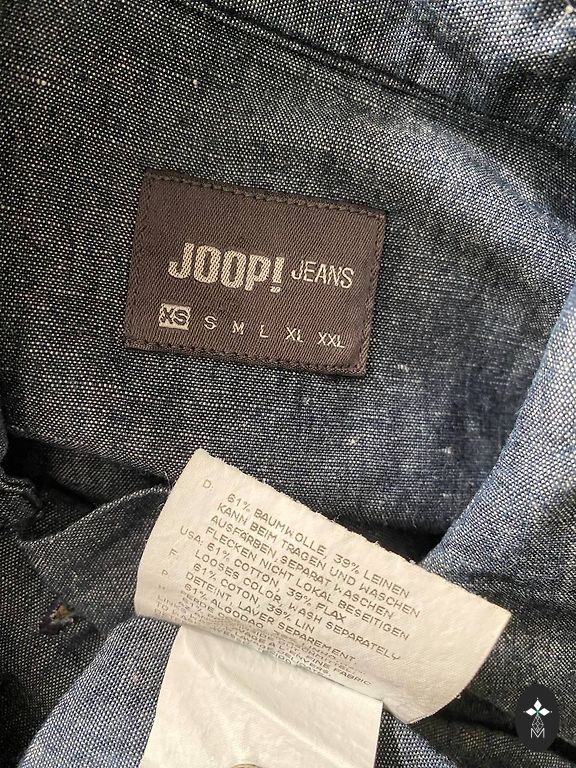 JOOP! JEANS
XS S M L XL XXL
D. 61% BAUMWOLLE, 39% LEINEN
KANN BEIM TRAGEN UND WASCHEN
AUSFARBEN, SEPARAT WASCHEN
FLECKEN NICHT LOKAL BESEITIGEN
USA. 61% COTTON, 39% FLAX
LOOSES COLOR, WASH SEPARATELY
F. 61% COTON, 39% LIN
DETEINT, LAVER SEPAREMENT
P. 61% ALGODAO
FABRIC
M